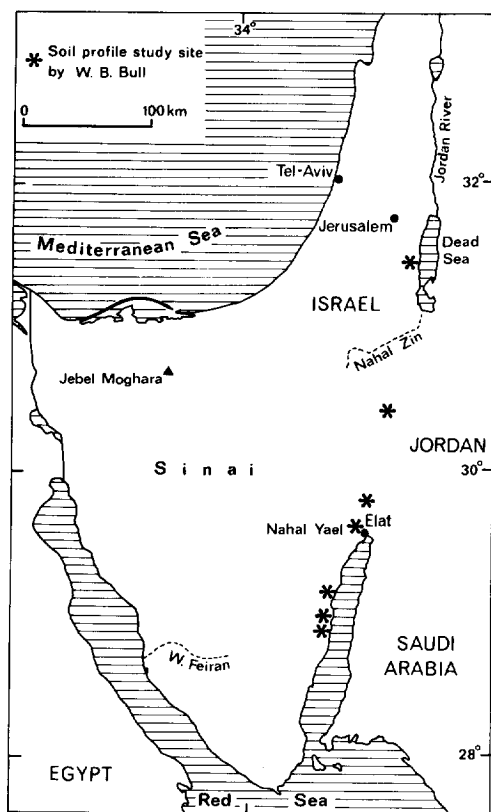 34°
Soil profile study site
by W. B. Bull
0 100 km
Jordan River
Tel-Aviv
32°
Jerusalem
Mediterranean Sea
Dead
Sea
ISRAEL
Nahal Zin
Jebel Moghara
JORDAN
Sinai
30°
Elat
Nahal Yael
W. Feiran
SAUDI
ARABIA
28°
EGYPT
Red Sea